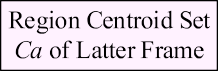 Region Centroid Set
Ca of Latter Frame